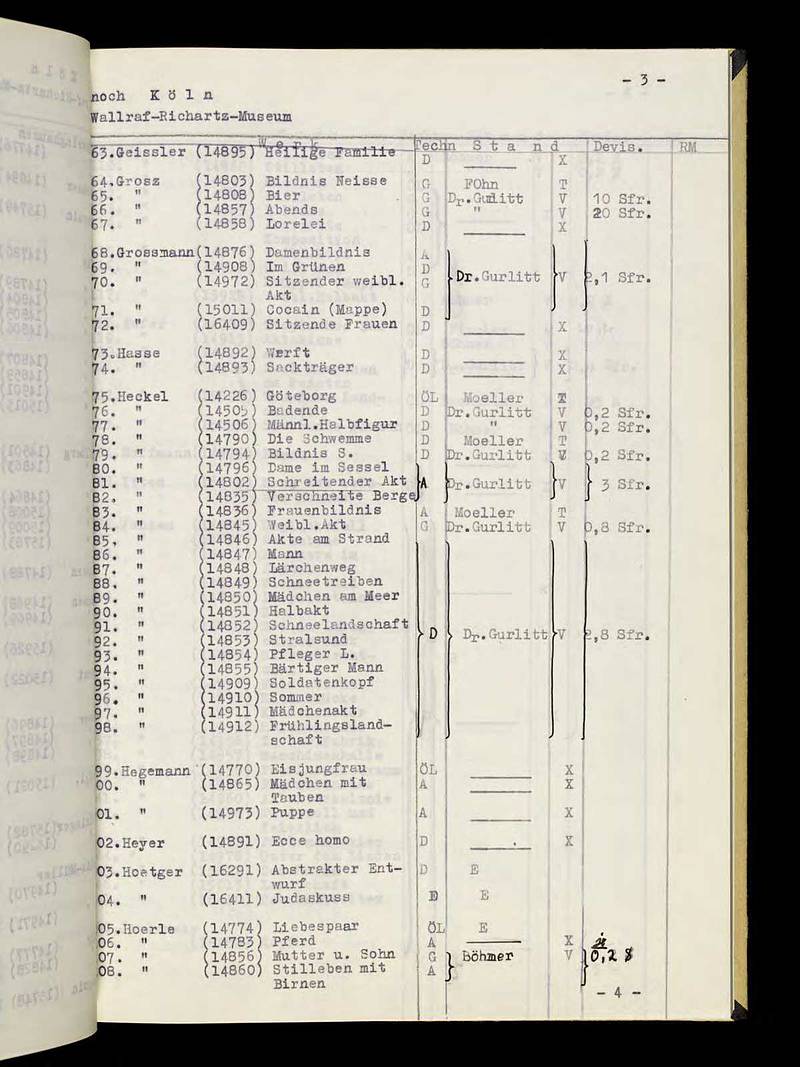 - 3 -
noch K ö l n
Wallraf-Richartz-Museum
W e r k Techn S t a n d Devis. RM
63.Geissler (14895) Heilige Familie D ______ X
64.Grosz (14803) Bildnis Neisse G FOhn T
65. " (14808) Bier G Dr.Gurlitt V 10 Sfr.
66. " (14857) Abends G " V 20 Sfr.
67. " (14858) Lorelei D ______ X
68.Grossmann(14876) Damenbildnis A
69. " (14908) Im Grünen D
70. " (14972) Sitzender weibl. G Dr.Gurlitt V 2,1 Sfr.
Akt
71. " (15011) Cocain (Mappe) D
72. " (16409) Sitzende Frauen D ______ X
73.Hasse (14892) Werft D ______ X
74. " (14893) Sackträger D ______ X
75.Heckel (14226) Göteborg ÖL Moeller T
76. " (14505) Badende D Dr.Gurlitt V 0,2 Sfr.
77. " (14506) Männl.Halbfigur D " V 0,2 Sfr.
78. " (14790) Die Schwemme D Moeller T
79. " (14794) Bildnis S. D Dr.Gurlitt V 0,2 Sfr.
80. " (14796) Dame im Sessel
81. " (14802) Schreitender Akt A Dr.Gurlitt V 3 Sfr.
82. " (14835) Verschneite Berge
83. " (14836) Frauenbildnis A Moeller T
84. " (14845) Weibl.Akt G Dr.Gurlitt V 0,8 Sfr.
85. " (14846) Akte am Strand
86. " (14847) Mann
87. " (14848) Lärchenweg
88. " (14849) Schneetreiben
89. " (14850) Mädchen am Meer
90. " (14851) Halbakt
91. " (14852) Schneelandschaft
92. " (14853) Stralsund D Dr.Gurlitt V 2,8 Sfr.
93. " (14854) Pfleger L.
94. " (14855) Bärtiger Mann
95. " (14909) Soldatenkopf
96. " (14910) Sommer
97. " (14911) Mädchenakt
98. " (14912) Frühlingsland-
schaft
99.Hegemann (14770) Eisjungfrau ÖL ______ X
00. " (14865) Mädchen mit A ______ X
Tauben
01. " (14973) Puppe A ______ X
02.Heyer (14891) Ecce homo D ______ X
03.Hoetger (16291) Abstrakter Ent- D E
wurf
04. " (16411) Judaskuss D E
05.Hoerle (14774) Liebespaar ÖL E
06. " (14783) Pferd A ______ X
07. " (14856) Mutter u. Sohn G Böhmer V 0,2 $
08. " (14860) Stilleben mit A
Birnen
- 4 -